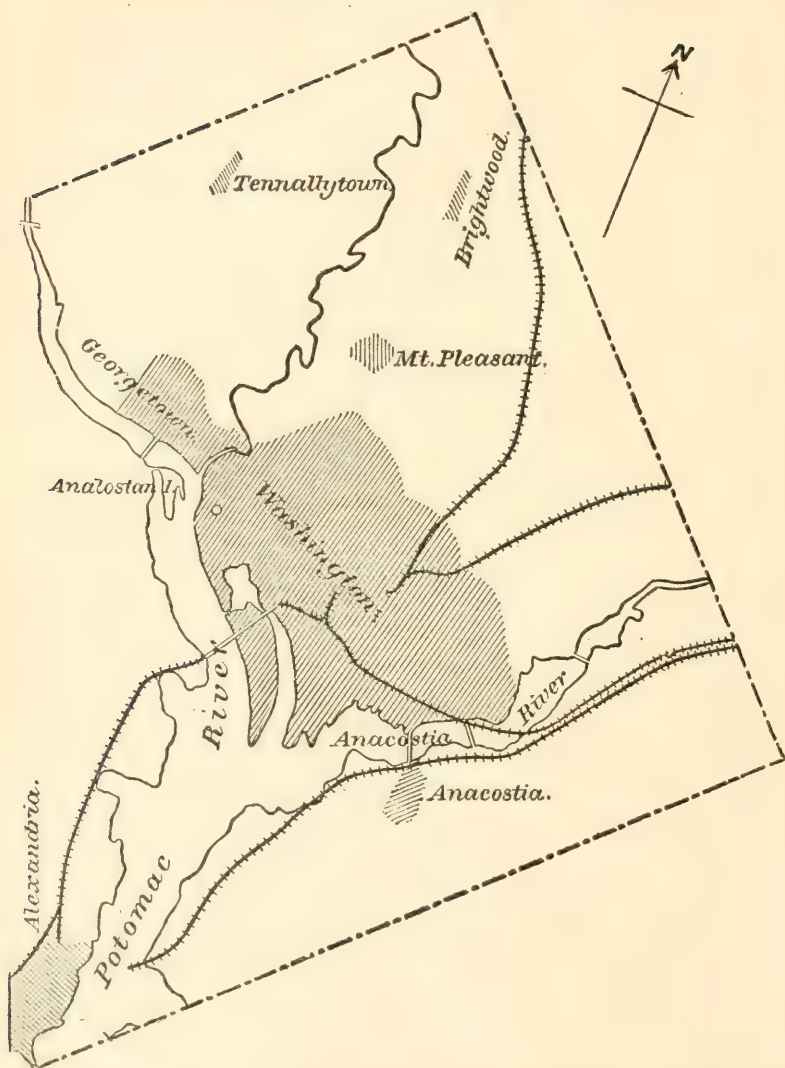 N
Tennallytown.
Brightwood.
Mt. Pleasant.
Georgetown.
Analostan I.
Washington.
River
Anacostia
River
Anacostia.
Alexandria.
Potomac